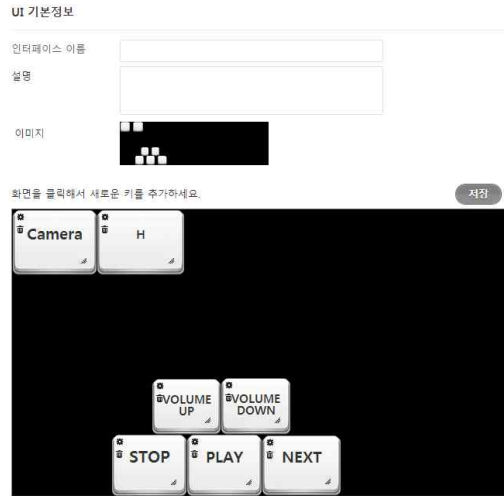 UI 기본정보
인터페이스 이름
설명
이미지
화면을 클릭해서 새로운 키를 추가하세요.
저장
Camera
H
VOLUME
UP
VOLUME
DOWN
STOP
PLAY
NEXT